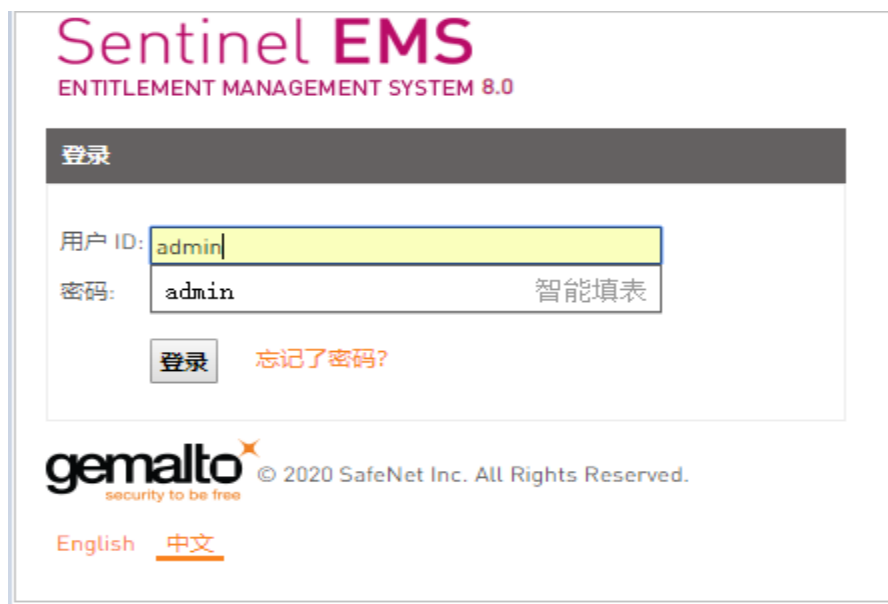 Sentinel EMS
ENTITLEMENT MANAGEMENT SYSTEM 8.0
登录
用户 ID: admin
密码: admin 智能填表
登录 忘记了密码?
gemalto © 2020 SafeNet Inc. All Rights Reserved.
security to be free
English 中文